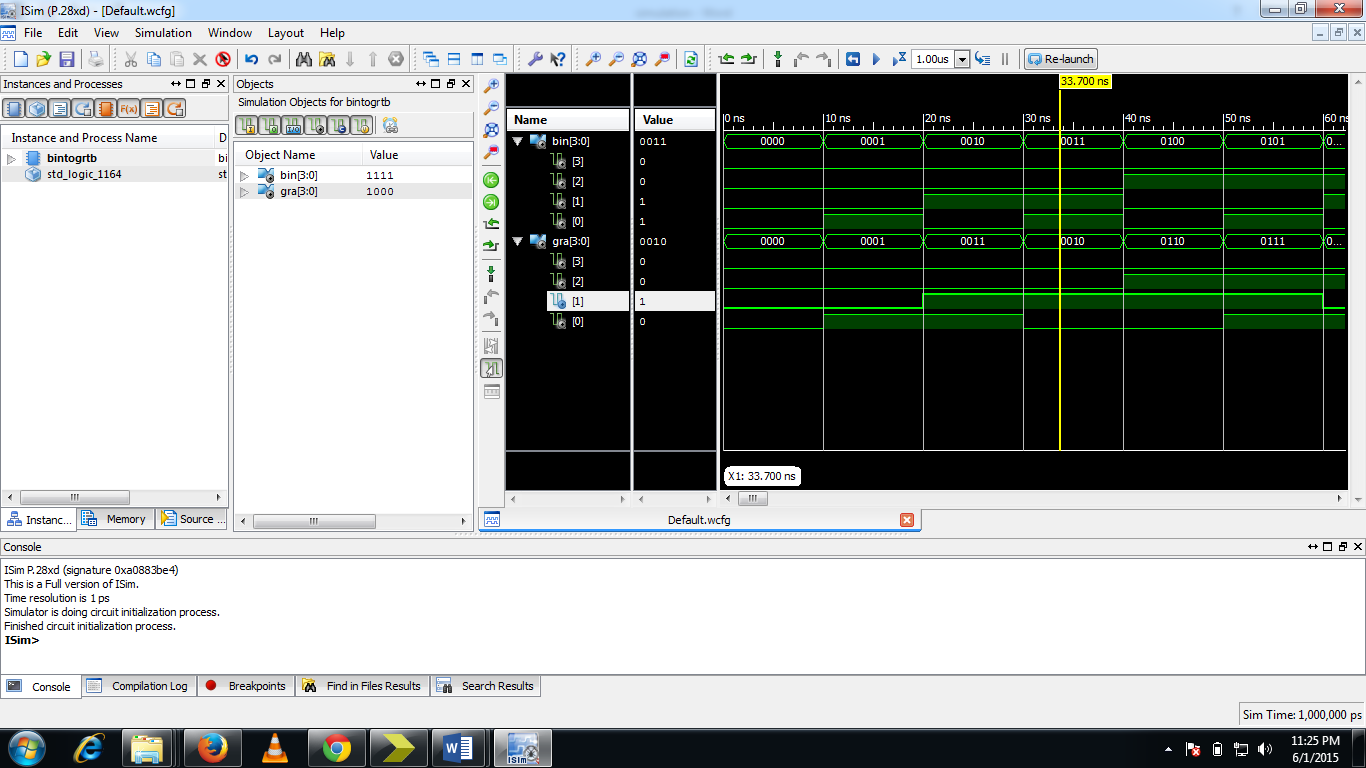 ISim (P.28xd) - [Default.wcfg]
File Edit View Simulation Window Layout Help
1.00us Re-launch
Instances and Processes
Instance and Process Name D
bintogrtb bi
std_logic_1164 st
Instanc... Memory Source ...
Objects
Simulation Objects for bintogrtb
Object Name Value
bin[3:0] 1111
gra[3:0] 1000
Name Value
bin[3:0] 0011
[3] 0
[2] 0
[1] 1
[0] 1
gra[3:0] 0010
[3] 0
[2] 0
[1] 1
[0] 0
33.700 ns
0 ns 10 ns 20 ns 30 ns 40 ns 50 ns 60 ns
0000 0001 0010 0011 0100 0101 0...
0000 0001 0011 0010 0110 0111 0...
X1: 33.700 ns
Default.wcfg
Console
ISim P.28xd (signature 0xa0883be4)
This is a Full version of ISim.
Time resolution is 1 ps
Simulator is doing circuit initialization process.
Finished circuit initialization process.
ISim>
Console Compilation Log Breakpoints Find in Files Results Search Results
Sim Time: 1,000,000 ps
11:25 PM
6/1/2015